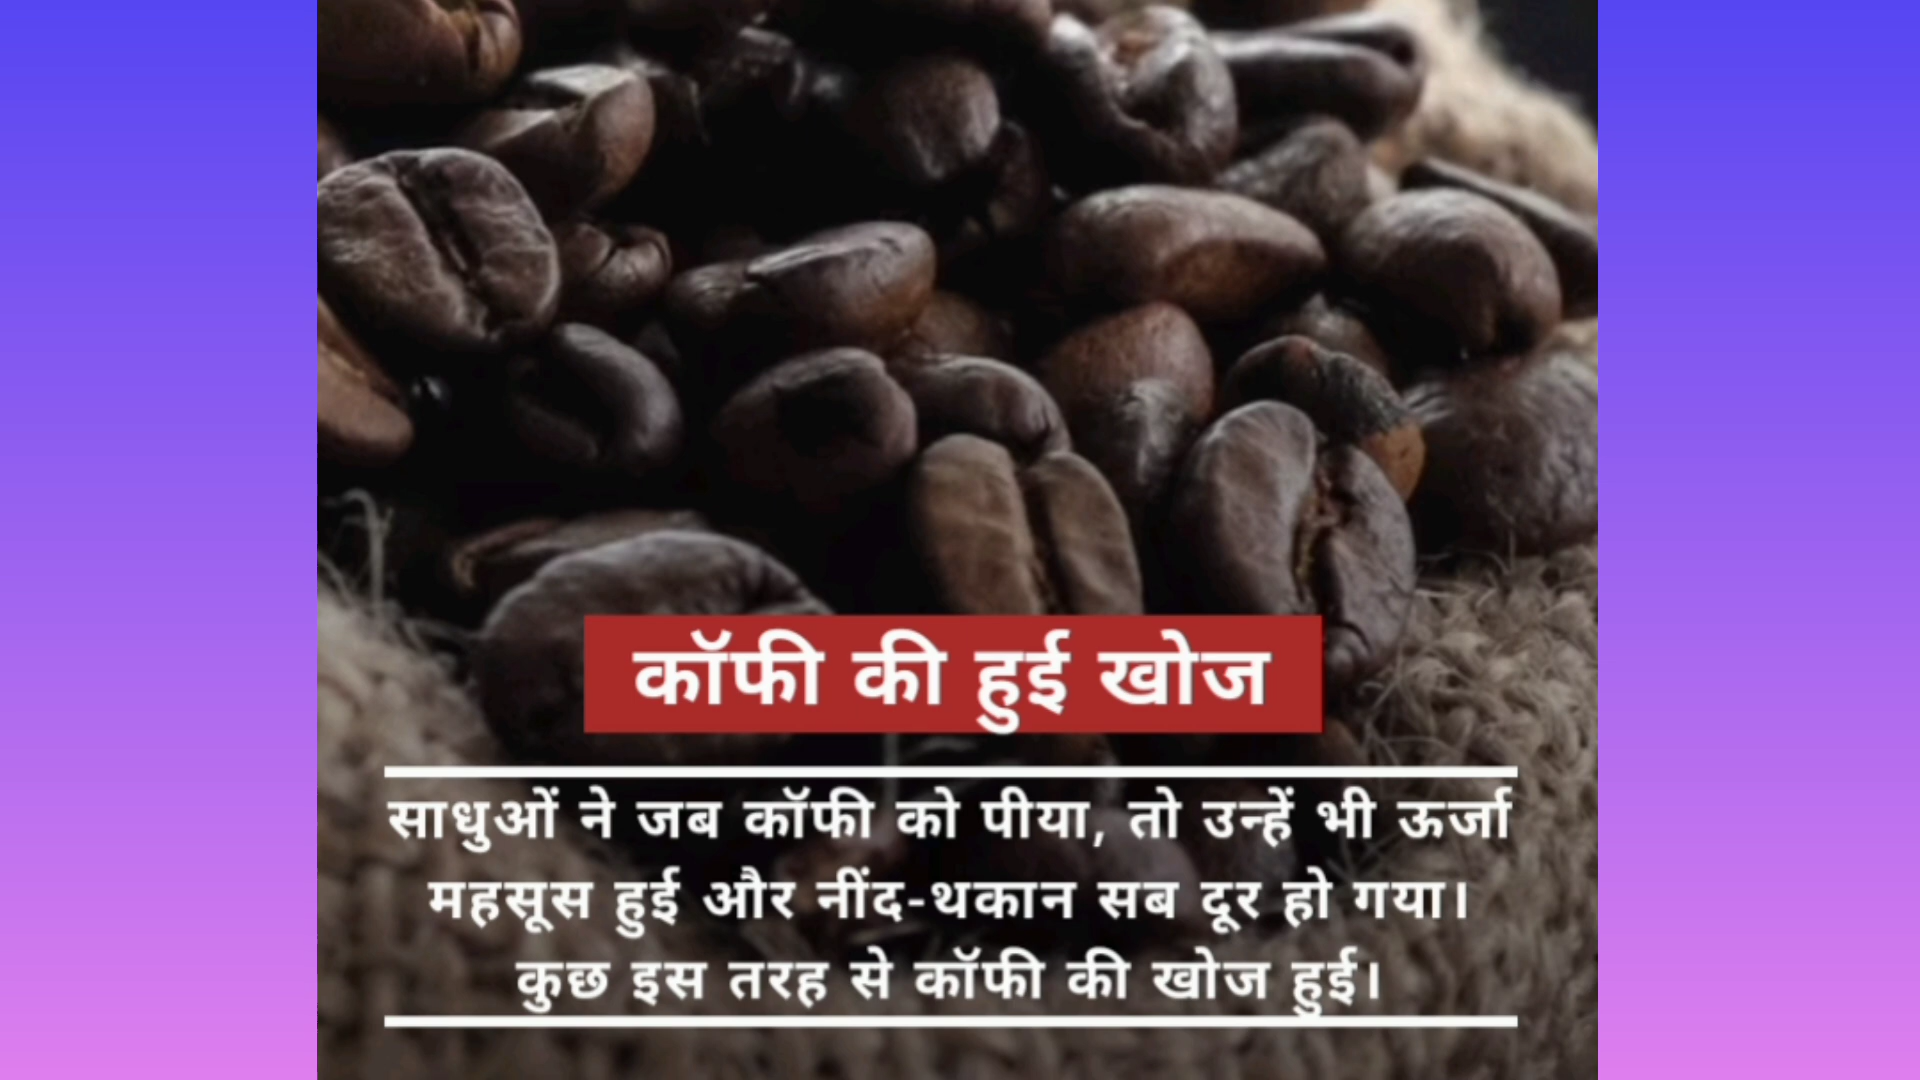 कॉफी की हुई खोज
साधुओं ने जब कॉफी को पीया, तो उन्हें भी ऊर्जा
महसूस हुई और नींद-थकान सब दूर हो गया।
कुछ इस तरह से कॉफी की खोज हुई।